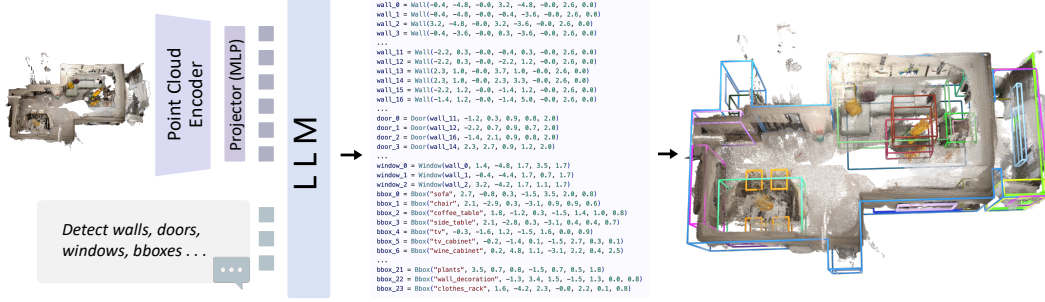 Point Cloud
Encoder
Projector (MLP)
LLM
Detect walls, doors,
windows, bboxes . . .
wall_0 = Wall(-0.4, -4.8, -0.0, 3.2, -4.8, -0.0, 2.6, 0.0)
wall_1 = Wall(-0.4, -4.8, -0.0, -0.4, -3.6, -0.0, 2.6, 0.0)
wall_2 = Wall(3.2, -4.8, -0.0, 3.2, -3.6, -0.0, 2.6, 0.0)
wall_3 = Wall(-0.4, -3.6, -0.0, 0.3, -3.6, -0.0, 2.6, 0.0)
...
wall_11 = Wall(-2.2, 0.3, -0.0, -0.4, 0.3, -0.0, 2.6, 0.0)
wall_12 = Wall(-2.2, 0.3, -0.0, -2.2, 1.2, -0.0, 2.6, 0.0)
wall_13 = Wall(2.3, 1.0, -0.0, 3.7, 1.0, -0.0, 2.6, 0.0)
wall_14 = Wall(2.3, 1.0, -0.0, 2.3, 3.3, -0.0, 2.6, 0.0)
wall_15 = Wall(-2.2, 1.2, -0.0, -1.4, 1.2, -0.0, 2.6, 0.0)
wall_16 = Wall(-1.4, 1.2, -0.0, -1.4, 5.0, -0.0, 2.6, 0.0)
...
door_0 = Door(wall_11, -1.2, 0.3, 0.9, 0.8, 2.0)
door_1 = Door(wall_12, -2.2, 0.7, 0.9, 0.7, 2.0)
door_2 = Door(wall_16, -1.4, 2.1, 0.9, 0.8, 2.0)
door_3 = Door(wall_14, 2.3, 2.7, 0.9, 1.2, 2.0)
...
window_0 = Window(wall_0, 1.4, -4.8, 1.7, 3.5, 1.7)
window_1 = Window(wall_1, -0.4, -4.4, 1.7, 0.7, 1.7)
window_2 = Window(wall_2, 3.2, -4.2, 1.7, 1.1, 1.7)
bbox_0 = Bbox("sofa", 2.7, -0.8, 0.3, -1.5, 3.5, 2.0, 0.8)
bbox_1 = Bbox("chair", 2.1, -2.9, 0.3, -3.1, 0.9, 0.9, 0.6)
bbox_2 = Bbox("coffee_table", 1.8, -1.2, 0.3, -1.5, 1.4, 1.0, 0.8)
bbox_3 = Bbox("side_table", 2.1, -2.0, 0.3, -3.1, 0.4, 0.4, 0.7)
bbox_4 = Bbox("tv", -0.3, -1.6, 1.2, -1.5, 1.6, 0.0, 0.9)
bbox_5 = Bbox("tv_cabinet", -0.2, -1.4, 0.1, -1.5, 2.7, 0.3, 0.1)
bbox_6 = Bbox("wine_cabinet", 0.2, 4.8, 1.1, -3.1, 2.2, 0.4, 2.5)
...
bbox_21 = Bbox("plants", 3.5, 0.7, 0.8, -1.5, 0.7, 0.5, 1.8)
bbox_22 = Bbox("wall_decoration", -1.3, 3.4, 1.5, -1.5, 1.3, 0.0, 0.8)
bbox_23 = Bbox("clothes_rack", 1.6, -4.2, 2.3, -0.0, 2.2, 0.1, 0.8)